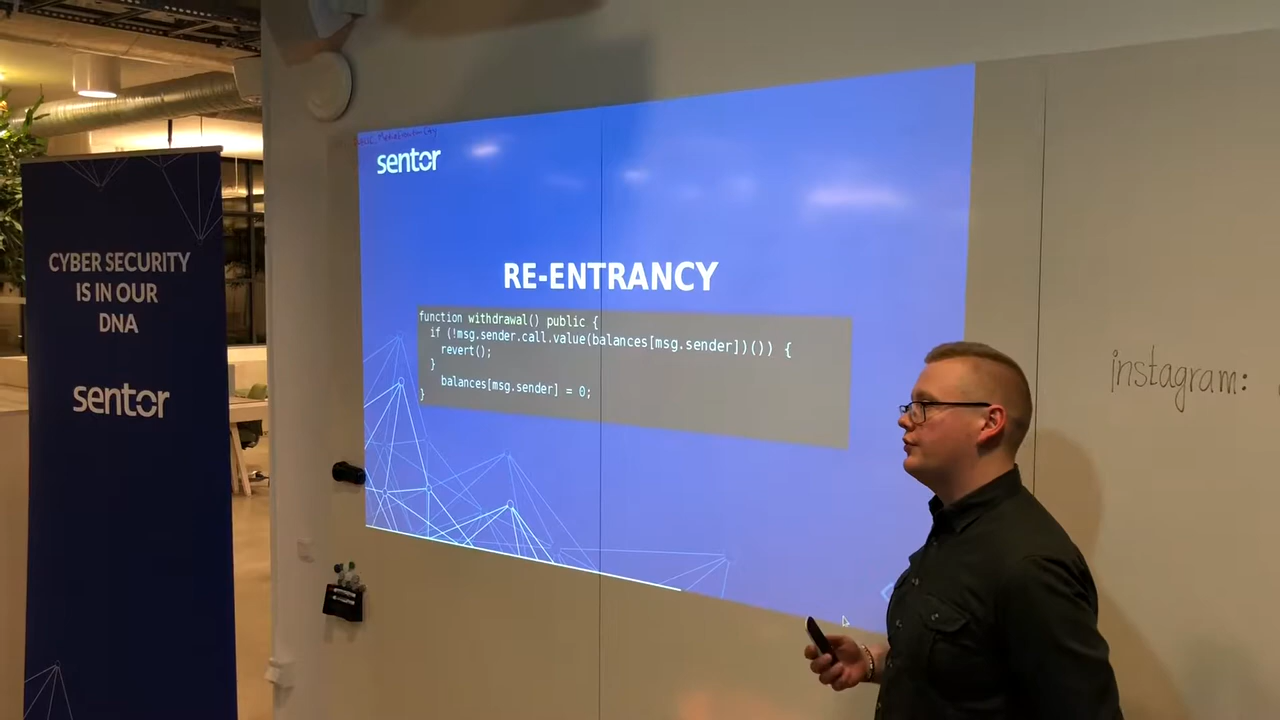 CYBER SECURITY
IS IN OUR
DNA
sentor
sentor
RE-ENTRANCY
function withdrawal() public {
if (!msg.sender.call.value(balances[msg.sender])()) {
revert();
}
balances[msg.sender] = 0;
}
instagram: